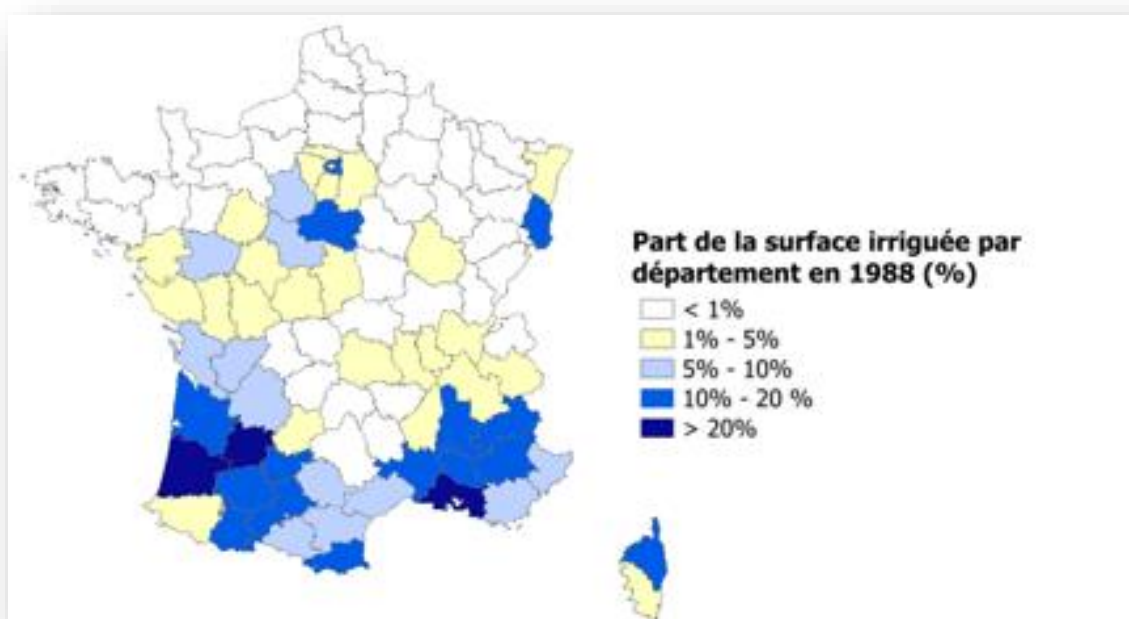 Part de la surface irriguée par
département en 1988 (%)
< 1%
1% - 5%
5% - 10%
10% - 20 %
> 20%